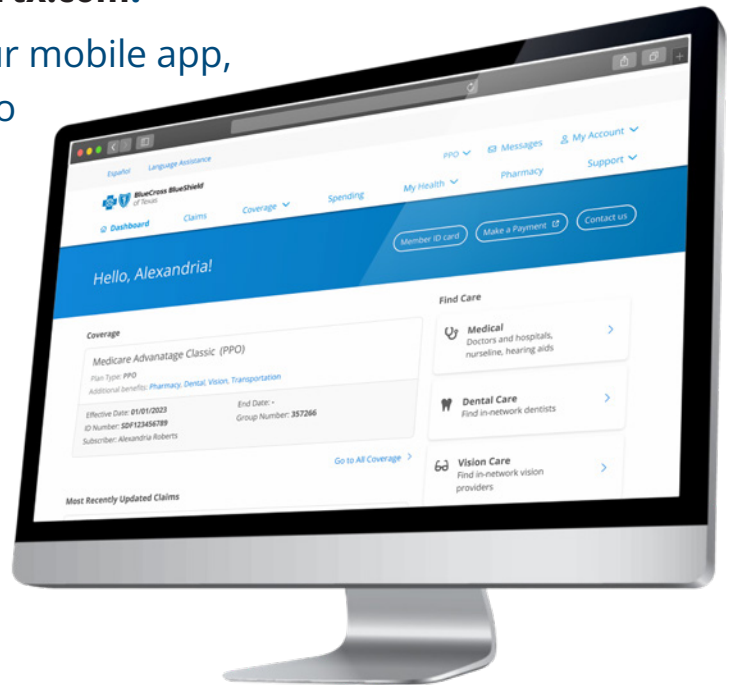 tx.com.
r mobile app,
o
Español Language Assistance
PPO Messages My Account
BlueCross BlueShield
of Texas
Dashboard Claims Coverage Spending My Health Pharmacy Support
Hello, Alexandria!
Member ID card Make a Payment Contact us
Coverage
Medicare Advanatage Classic (PPO)
Plan Type: PPO
Additional benefits: Pharmacy, Dental, Vision, Transportation
Effective Date: 01/01/2023 End Date: -
ID Number: SDF123456789 Group Number: 357266
Subscriber: Alexandria Roberts
Go to All Coverage
Most Recently Updated Claims
Find Care
Medical
Doctors and hospitals,
nurseline, hearing aids
Dental Care
Find in-network dentists
Vision Care
Find in-network vision
providers